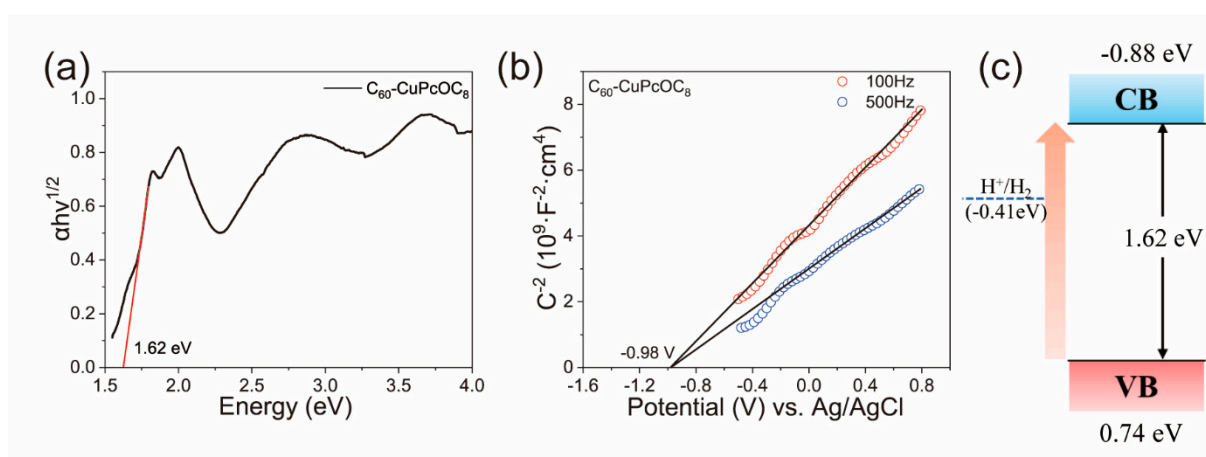 (a)
C₆₀-CuPcOC₈
αhv^1/2
1.0
0.8
0.6
0.4
0.2
0.0
1.62 eV
1.5 2.0 2.5 3.0 3.5 4.0
Energy (eV)
(b)
C₆₀-CuPcOC₈
100Hz
500Hz
C⁻² (10⁹·F⁻²·cm⁴)
8
6
4
2
0
-0.98 V
-1.6 -1.2 -0.8 -0.4 0.0 0.4 0.8
Potential (V) vs. Ag/AgCl
(c)
-0.88 eV
CB
H⁺/H₂
(-0.41eV)
1.62 eV
VB
0.74 eV